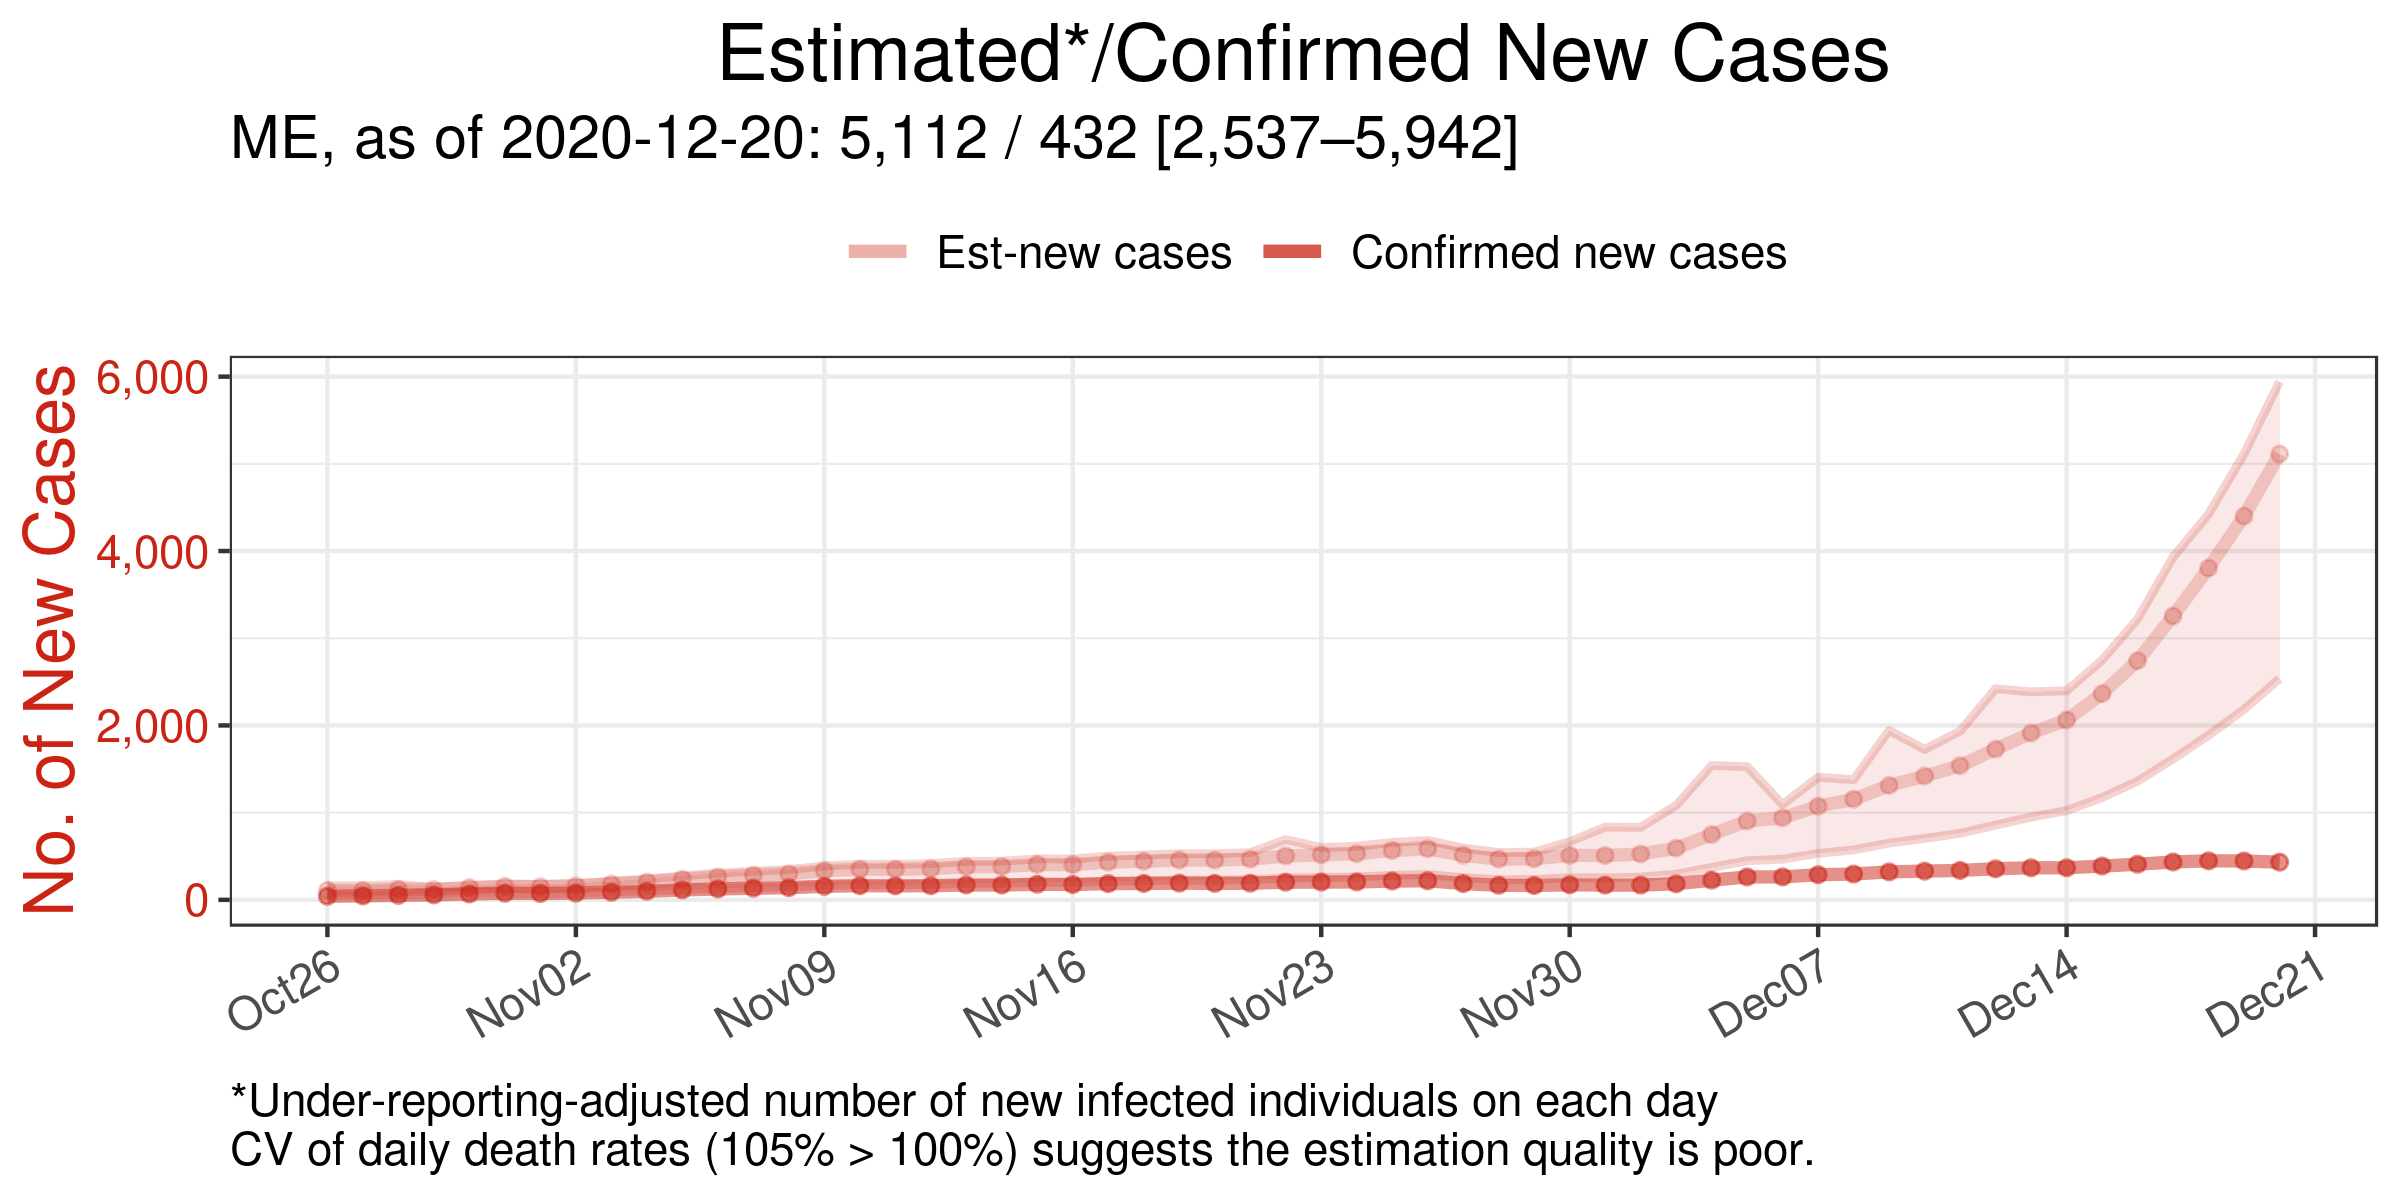 Estimated*/Confirmed New Cases
ME, as of 2020-12-20: 5,112 / 432 [2,537–5,942]
Est-new cases
Confirmed new cases
No. of New Cases
6,000
4,000
2,000
0
Oct26
Nov02
Nov09
Nov16
Nov23
Nov30
Dec07
Dec14
Dec21
*Under-reporting-adjusted number of new infected individuals on each day
CV of daily death rates (105% > 100%) suggests the estimation quality is poor.